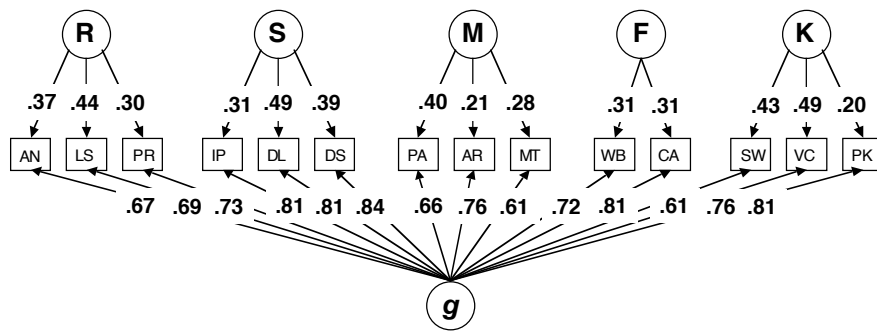 R S M F K
.37 .44 .30 .31 .49 .39 .40 .21 .28 .31 .31 .43 .49 .20
AN LS PR IP DL DS PA AR MT WB CA SW VC PK
.67 .69 .73 .81 .81 .84 .66 .76 .61 .72 .81 .61 .76 .81
g